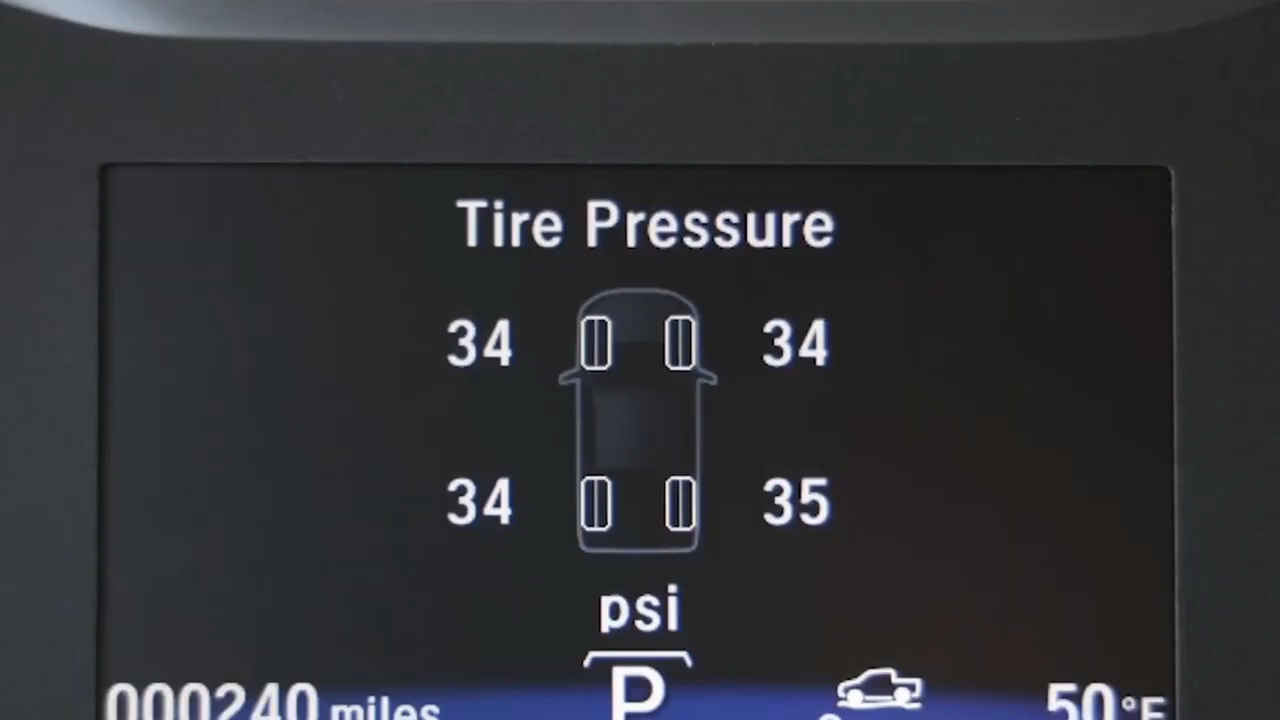 Tire Pressure
34 34
34 35
psi
P
000240 miles 50°F